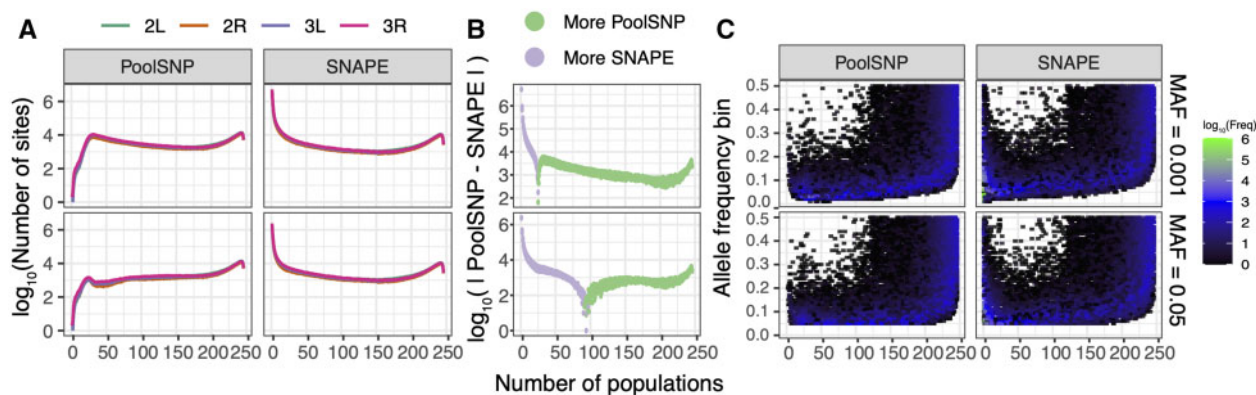 A
2L 2R 3L 3R
PoolSNP SNAPE
log10(Number of sites)
6
4
2
0
6
4
2
0
0 50 100 150 200 250 0 50 100 150 200 250
B
More PoolSNP
More SNAPE
log10( | PoolSNP - SNAPE | )
6
5
4
3
2
6
4
2
0
0 50 100 150 200 250
Number of populations
C
PoolSNP SNAPE
Allele frequency bin
0.5
0.4
0.3
0.2
0.1
0.0
0.5
0.4
0.3
0.2
0.1
0.0
0 50 100 150 200 250 0 50 100 150 200 250
MAF = 0.001
MAF = 0.05
log10(Freq)
6
5
4
3
2
1
0